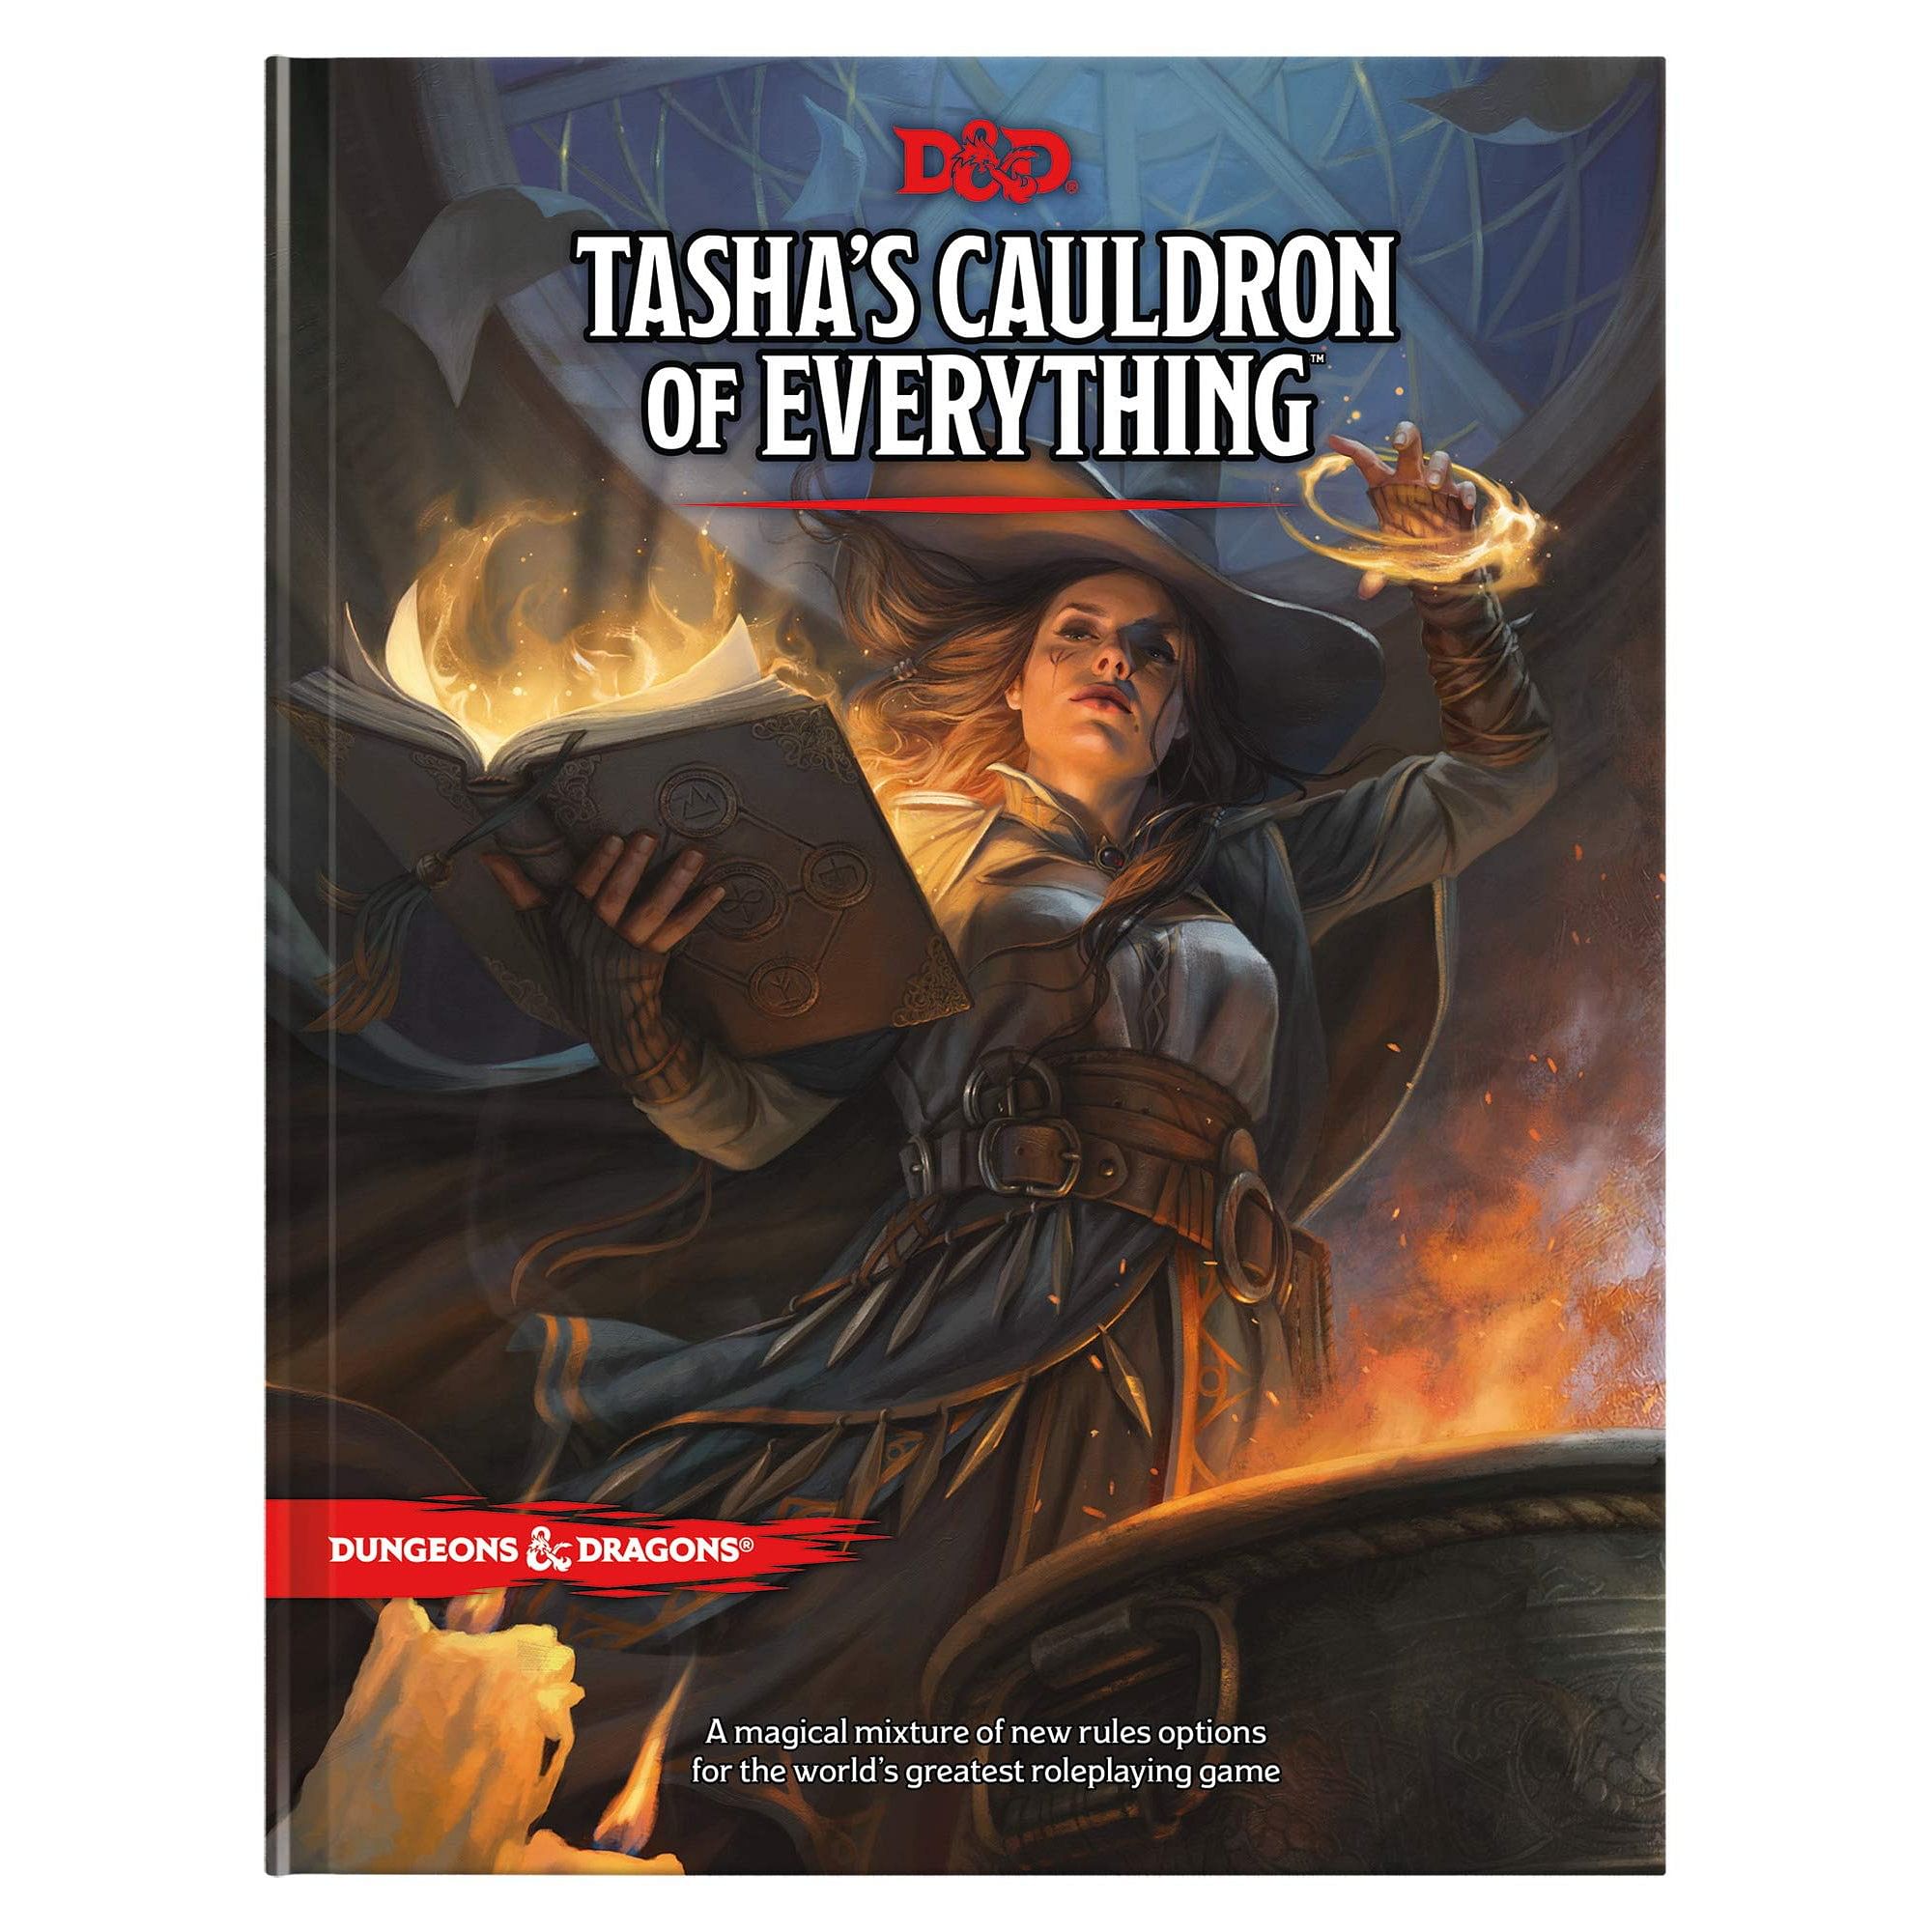 D&D®
TASHA'S CAULDRON
OF EVERYTHING™
DUNGEONS & DRAGONS®
A magical mixture of new rules options
for the world's greatest roleplaying game